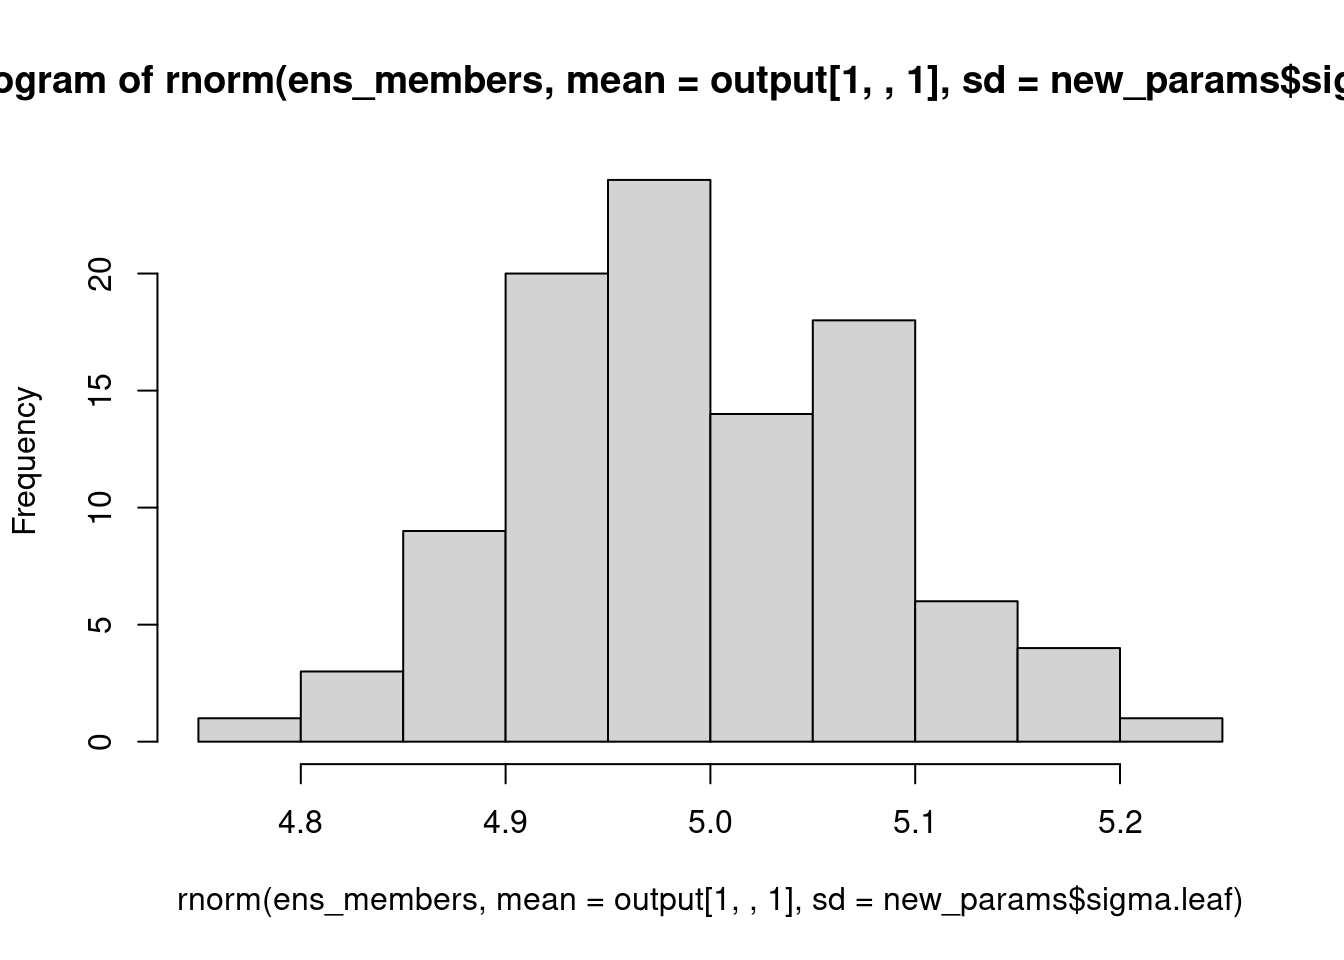 ogram of rnorm(ens_members, mean = output[1, , 1], sd = new_params$sig
Frequency
20
15
10
5
0
4.8 4.9 5.0 5.1 5.2
rnorm(ens_members, mean = output[1, , 1], sd = new_params$sigma.leaf)